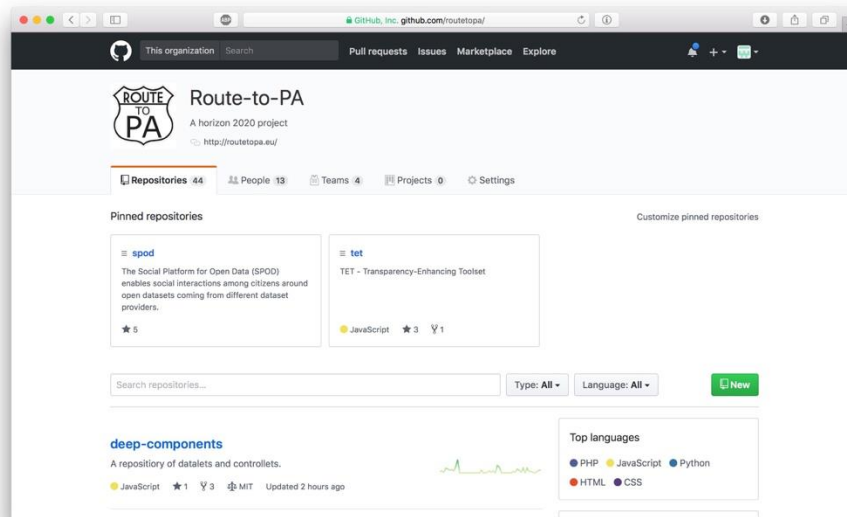 ABP
GitHub, Inc. github.com/routetopa/
This organization Search Pull requests Issues Marketplace Explore
ROUTE
TO
PA
Route-to-PA
A horizon 2020 project
http://routetopa.eu/
Repositories 44 People 13 Teams 4 Projects 0 Settings
Pinned repositories Customize pinned repositories
spod
The Social Platform for Open Data (SPOD)
enables social interactions among citizens around
open datasets coming from different dataset
providers.
5
tet
TET - Transparency-Enhancing Toolset
JavaScript 3 1
Search repositories... Type: All Language: All New
deep-components
A repositiory of datalets and controllets.
JavaScript 1 3 MIT Updated 2 hours ago
Top languages
PHP JavaScript Python
HTML CSS